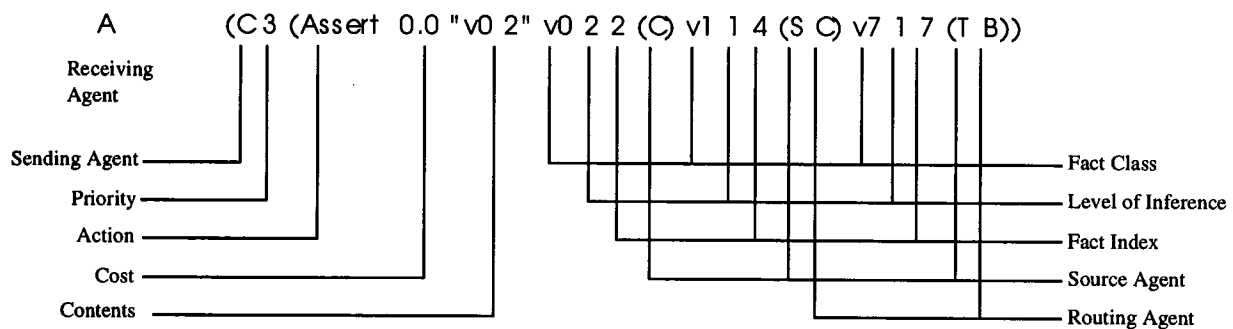 A (C 3 (Assert 0.0 "v0 2" v0 2 2 (C) v1 1 4 (S C) v7 1 7 (T B))
Receiving
Agent
Sending Agent
Priority
Action
Cost
Contents
Fact Class
Level of Inference
Fact Index
Source Agent
Routing Agent